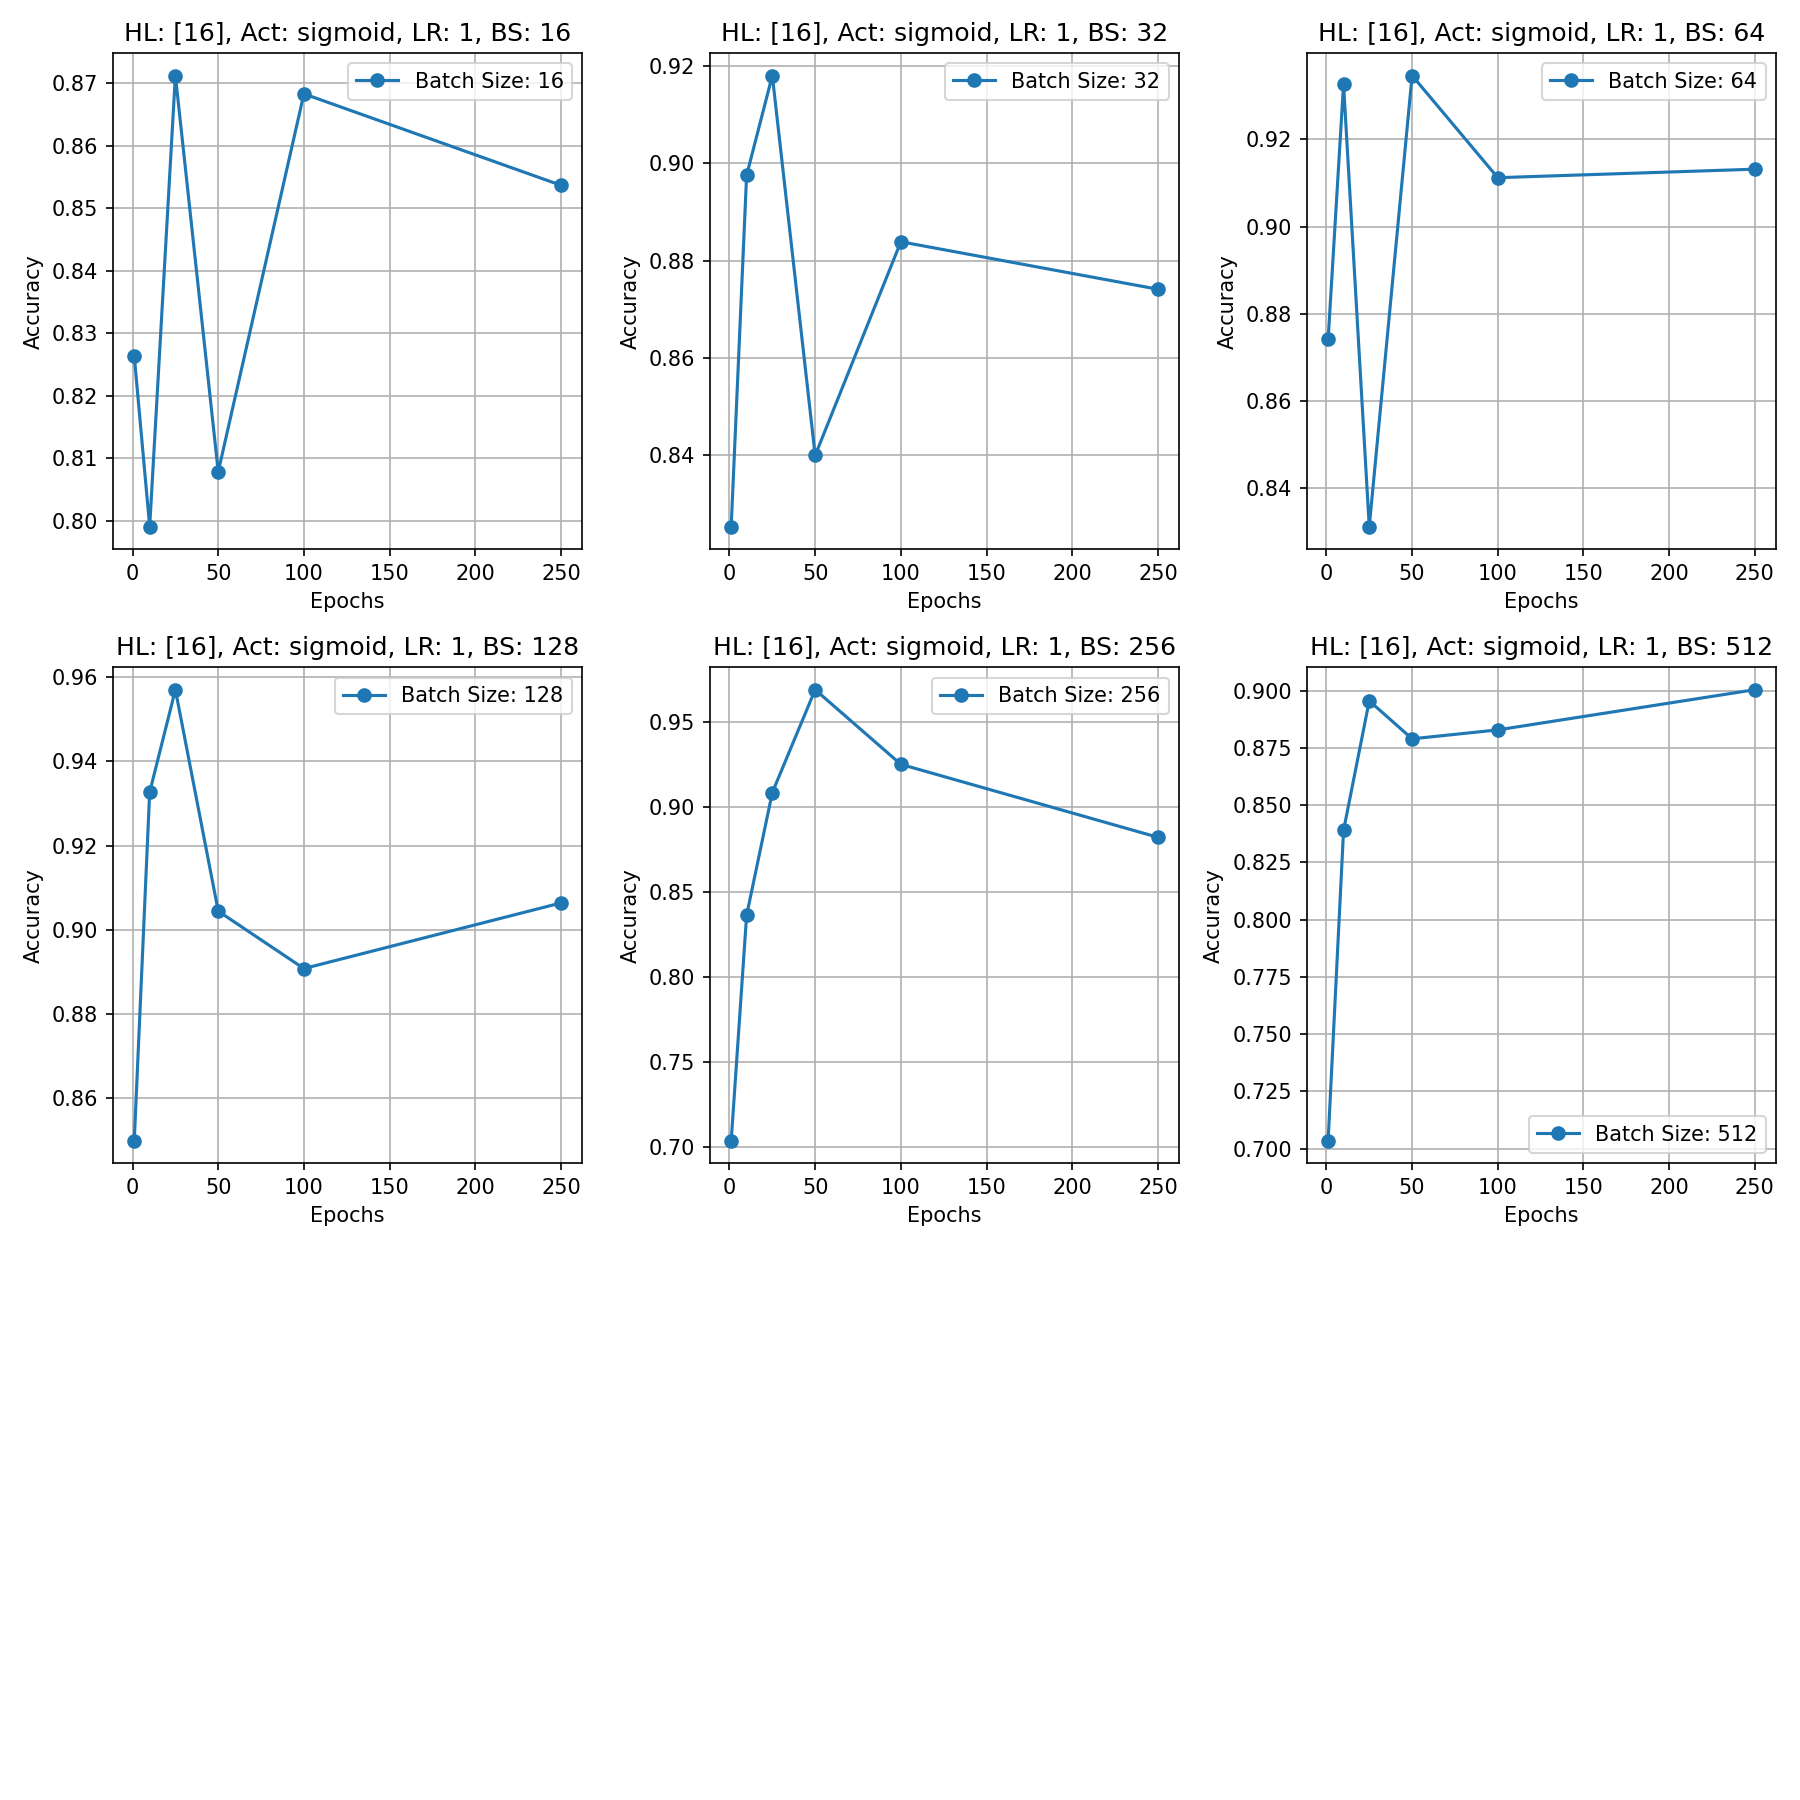 HL: [16], Act: sigmoid, LR: 1, BS: 16
Batch Size: 16
0.87
0.86
0.85
0.84
0.83
0.82
0.81
0.80
Accuracy
0 50 100 150 200 250
Epochs
HL: [16], Act: sigmoid, LR: 1, BS: 32
Batch Size: 32
0.92
0.90
0.88
0.86
0.84
Accuracy
0 50 100 150 200 250
Epochs
HL: [16], Act: sigmoid, LR: 1, BS: 64
Batch Size: 64
0.92
0.90
0.88
0.86
0.84
Accuracy
0 50 100 150 200 250
Epochs
HL: [16], Act: sigmoid, LR: 1, BS: 128
Batch Size: 128
0.96
0.94
0.92
0.90
0.88
0.86
Accuracy
0 50 100 150 200 250
Epochs
HL: [16], Act: sigmoid, LR: 1, BS: 256
Batch Size: 256
0.95
0.90
0.85
0.80
0.75
0.70
Accuracy
0 50 100 150 200 250
Epochs
HL: [16], Act: sigmoid, LR: 1, BS: 512
0.900
0.875
0.850
0.825
0.800
0.775
0.750
0.725
0.700
Accuracy
Batch Size: 512
0 50 100 150 200 250
Epochs